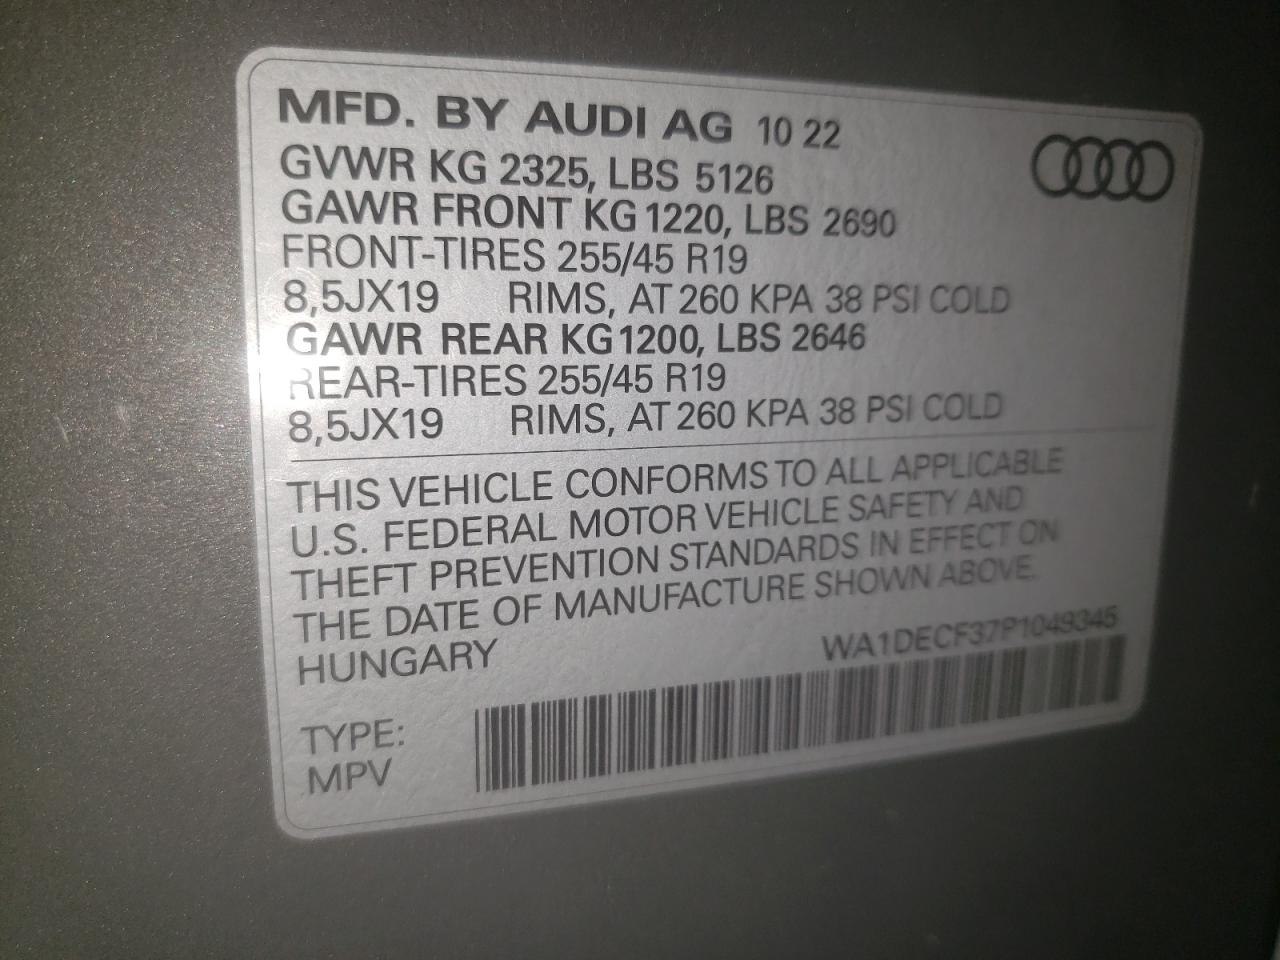 MFD. BY AUDI AG 10 22
GVWR KG 2325, LBS 5126
GAWR FRONT KG 1220, LBS 2690
FRONT-TIRES 255/45 R19
8,5JX19 RIMS, AT 260 KPA 38 PSI COLD
GAWR REAR KG 1200, LBS 2646
REAR-TIRES 255/45 R19
8,5JX19 RIMS, AT 260 KPA 38 PSI COLD
THIS VEHICLE CONFORMS TO ALL APPLICABLE
U.S. FEDERAL MOTOR VEHICLE SAFETY AND
THEFT PREVENTION STANDARDS IN EFFECT ON
THE DATE OF MANUFACTURE SHOWN ABOVE.
HUNGARY WA1DECF37P1049345
TYPE:
MPV